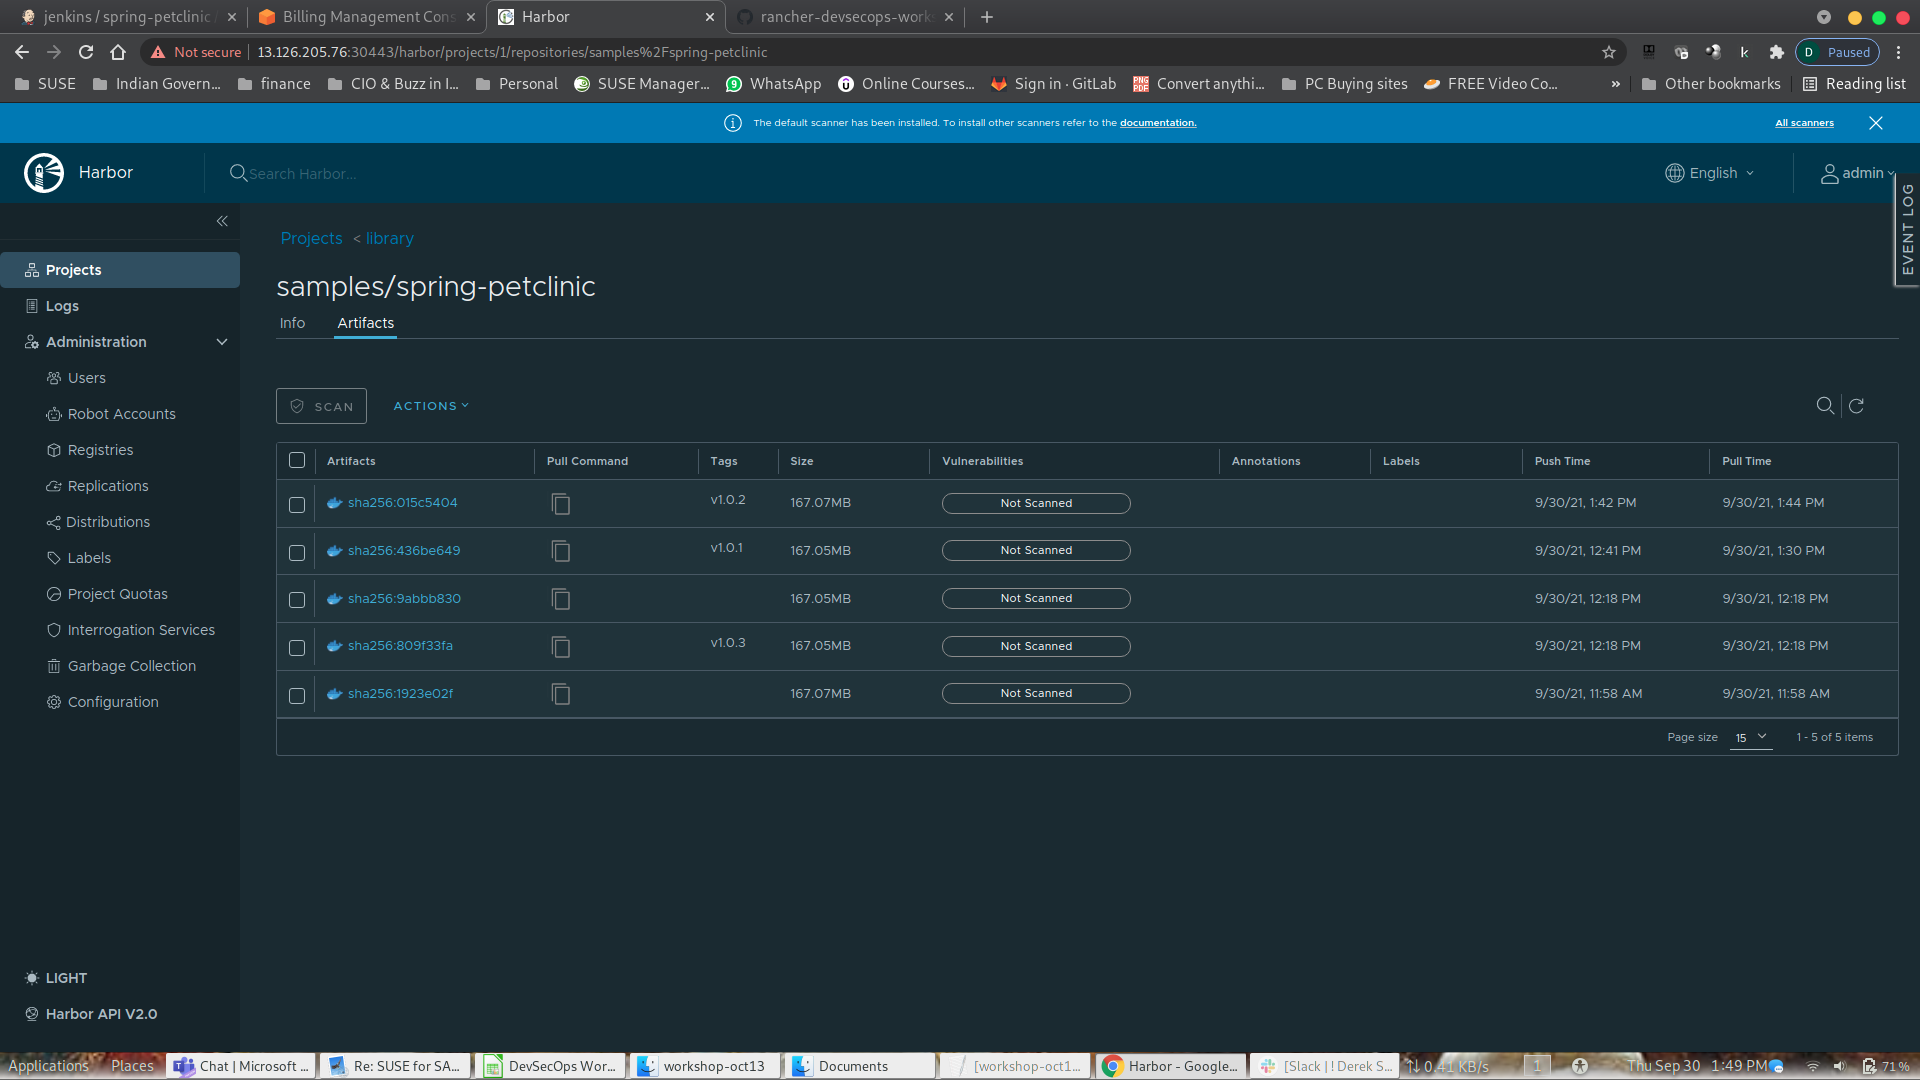 jenkins / spring-petclinic /
Billing Management Cons
Harbor
rancher-devsecops-work
Not secure
13.126.205.76:30443/harbor/projects/1/repositories/samples%2Fspring-petclinic
D Paused
SUSE
Indian Govern...
finance
CIO & Buzz in I...
Personal
SUSE Manager...
WhatsApp
Online Courses...
Sign in · GitLab
Convert anythi...
PC Buying sites
FREE Video Co...
»
Other bookmarks
Reading list
The default scanner has been installed. To install other scanners refer to the documentation.
All scanners
Harbor
Search Harbor...
English
admin
EVENT LOG
Projects
Logs
Administration
Users
Robot Accounts
Registries
Replications
Distributions
Labels
Project Quotas
Interrogation Services
Garbage Collection
Configuration
LIGHT
Harbor API V2.0
Projects < library
samples/spring-petclinic
Info Artifacts
SCAN ACTIONS
Artifacts Pull Command Tags Size Vulnerabilities Annotations Labels Push Time Pull Time
sha256:015c5404 v1.0.2 167.07MB Not Scanned 9/30/21, 1:42 PM 9/30/21, 1:44 PM
sha256:436be649 v1.0.1 167.05MB Not Scanned 9/30/21, 12:41 PM 9/30/21, 1:30 PM
sha256:9abbb830 167.05MB Not Scanned 9/30/21, 12:18 PM 9/30/21, 12:18 PM
sha256:809f33fa v1.0.3 167.05MB Not Scanned 9/30/21, 12:18 PM 9/30/21, 12:18 PM
sha256:1923e02f 167.07MB Not Scanned 9/30/21, 11:58 AM 9/30/21, 11:58 AM
Page size 15 1 - 5 of 5 items
Applications
Places
Chat | Microsoft ...
Re: SUSE for SA...
DevSecOps Wor...
workshop-oct13
Documents
[workshop-oct1...
Harbor - Google...
[Slack | ! Derek S...
0.41 KB/s
1
Thu Sep 30 1:49 PM
71 %